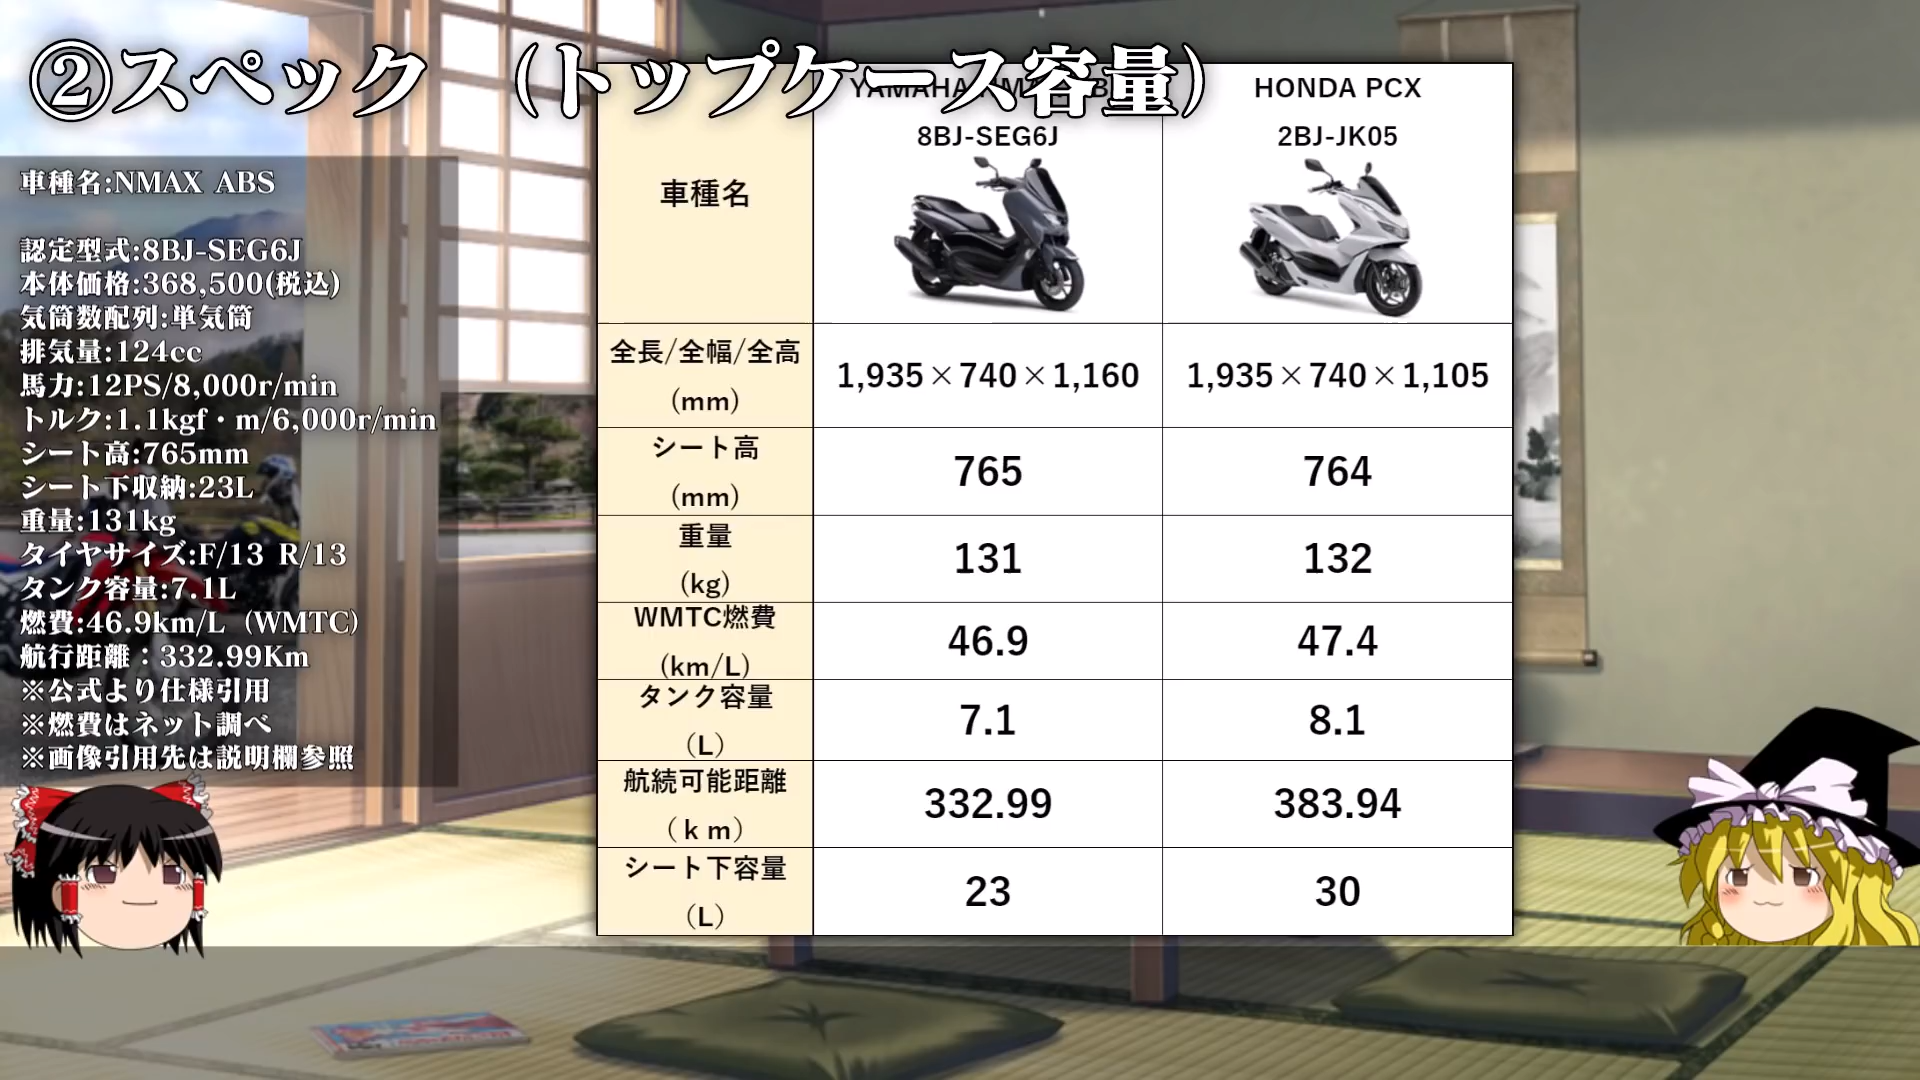 ②スペック （トップケース容量）
車種名:NMAX ABS
認定型式:8BJ-SEG6J
本体価格:368,500(税込)
気筒数配列:単気筒
排気量:124cc
馬力:12PS/8,000r/min
トルク:1.1kgf・m/6,000r/min
シート高:765mm
シート下収納:23L
重量:131kg
タイヤサイズ:F/13 R/13
タンク容量:7.1L
燃費:46.9km/L（WMTC）
航行距離：332.99Km
※公式より仕様引用
※燃費はネット調べ
※画像引用先は説明欄参照
車種名
YAMAHA
8BJ-SEG6J
HONDA PCX
2BJ-JK05
全長/全幅/全高
(mm)
1,935×740×1,160
1,935×740×1,105
シート高
(mm)
765
764
重量
(kg)
131
132
WMTC燃費
(km/L)
46.9
47.4
タンク容量
（L）
7.1
8.1
航続可能距離
（ｋｍ）
332.99
383.94
シート下容量
（L）
23
30